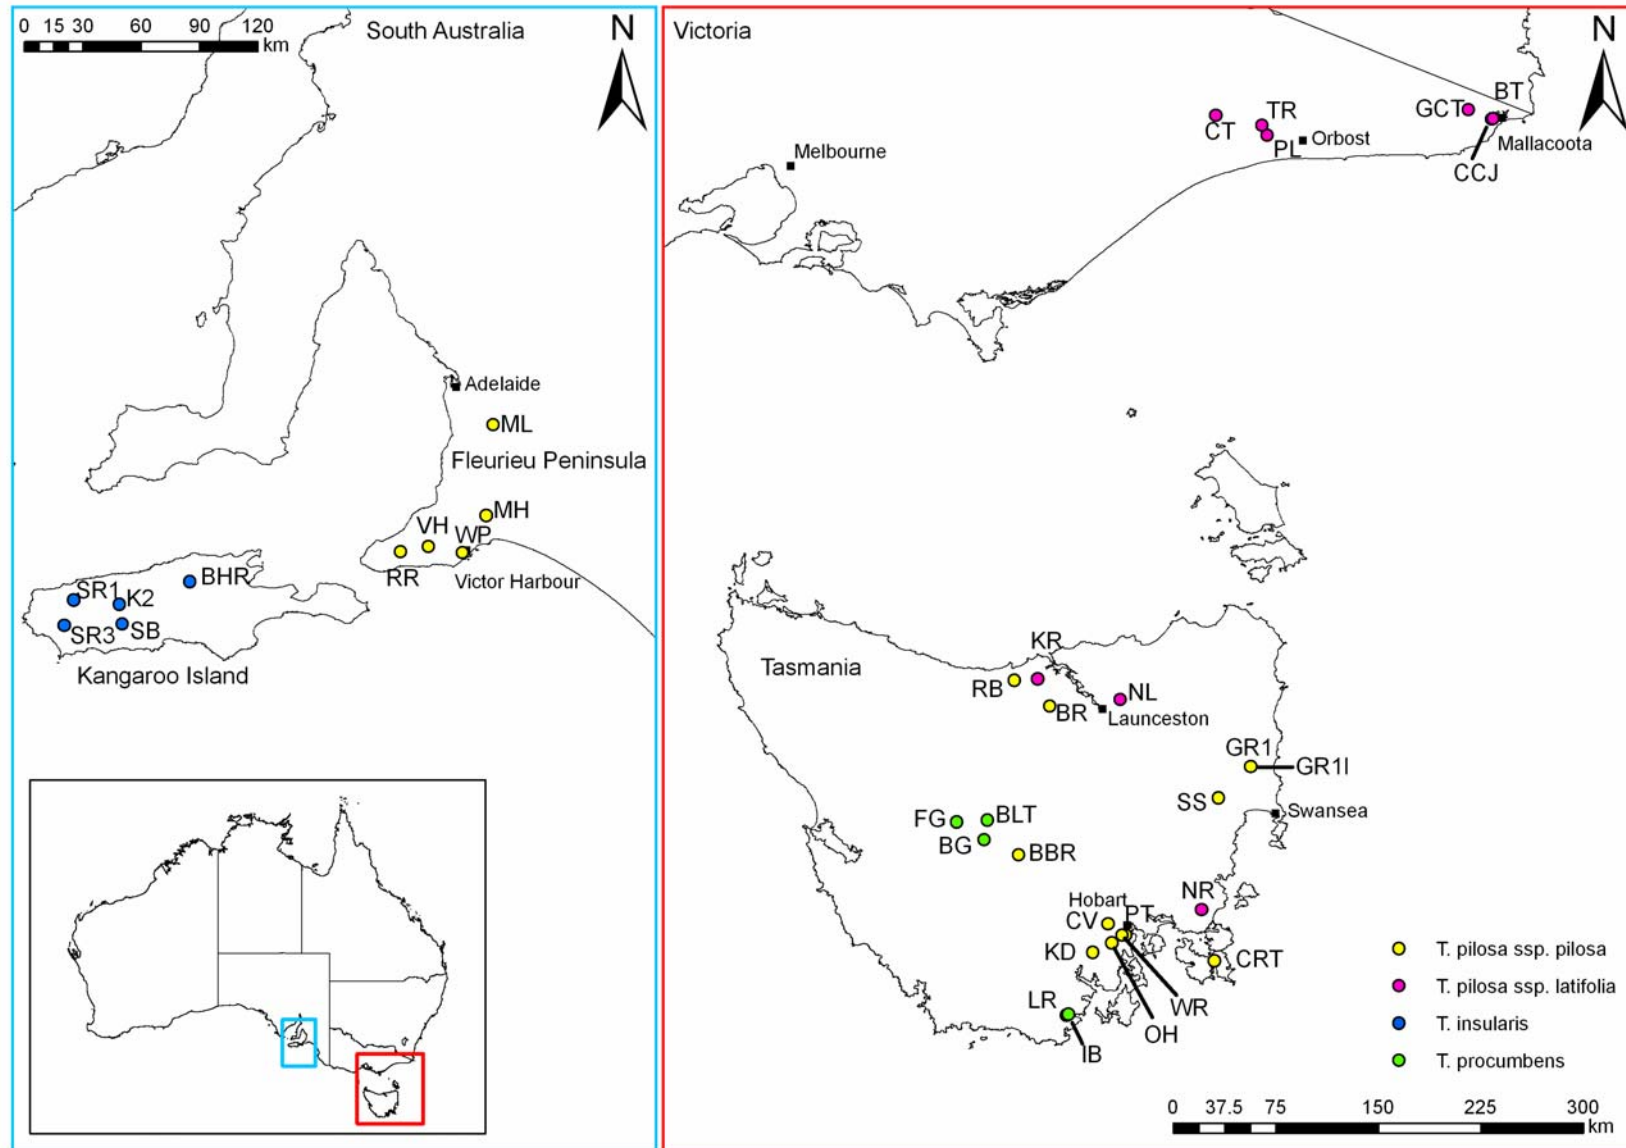 0 15 30 60 90 120
km
South Australia
N
Adelaide
ML
Fleurieu Peninsula
MH
VH
WP
RR
Victor Harbour
BHR
SR1
K2
SR3
SB
Kangaroo Island
Victoria
N
BT
GCT
TR
CT
PL
Orbost
Mallacoota
CCJ
Melbourne
KR
Tasmania
RB
NL
BR
Launceston
GR1
GR1I
SS
Swansea
FG
BLT
BG
BBR
NR
Hobart
CV
PT
KD
CRT
WR
LR
OH
IB
T. pilosa ssp. pilosa
T. pilosa ssp. latifolia
T. insularis
T. procumbens
0 37.5 75 150 225 300
km